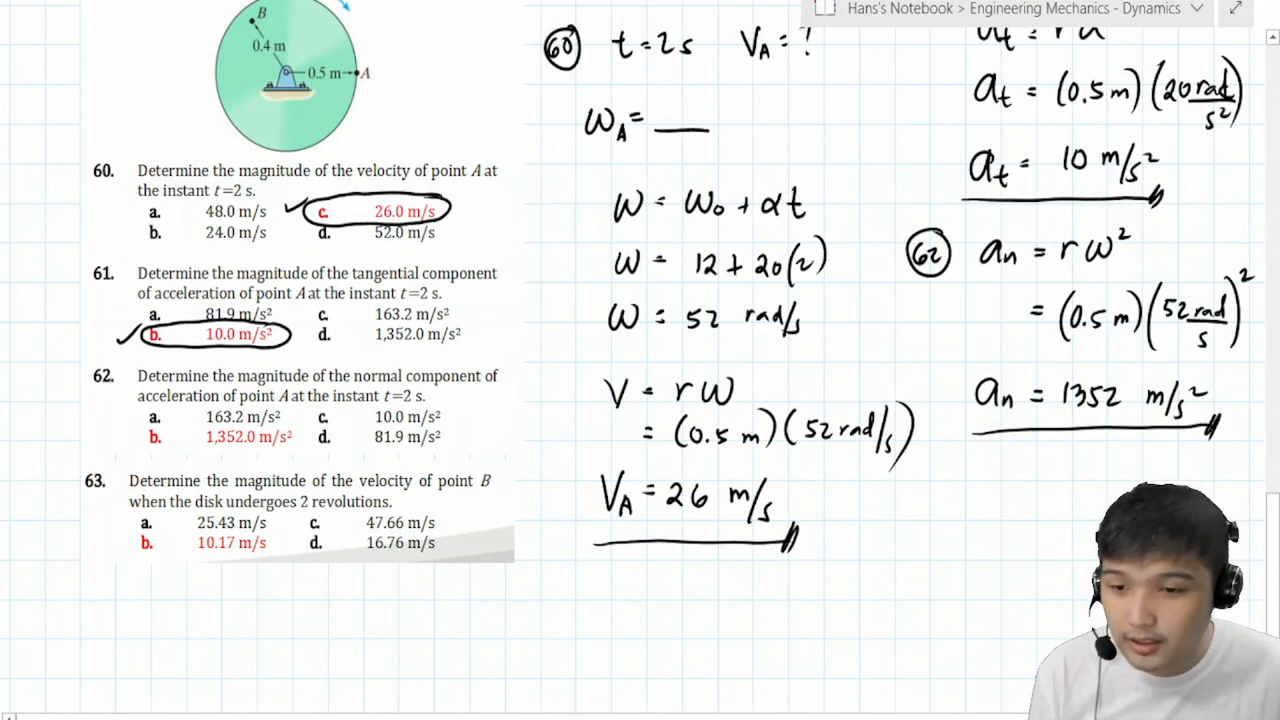 Hans's Notebook > Engineering Mechanics - Dynamics
B
0.4 m
0.5 m
A
60. Determine the magnitude of the velocity of point A at
the instant t=2 s.
a. 48.0 m/s c. 26.0 m/s
b. 24.0 m/s d. 52.0 m/s
61. Determine the magnitude of the tangential component
of acceleration of point A at the instant t=2 s.
a. 81.9 m/s² c. 163.2 m/s²
b. 10.0 m/s² d. 1,352.0 m/s²
62. Determine the magnitude of the normal component of
acceleration of point A at the instant t=2 s.
a. 163.2 m/s² c. 10.0 m/s²
b. 1,352.0 m/s² d. 81.9 m/s²
63. Determine the magnitude of the velocity of point B
when the disk undergoes 2 revolutions.
a. 25.43 m/s c. 47.66 m/s
b. 10.17 m/s d. 16.76 m/s
60 t = 2s V_A = ?
ω_A = __
ω = ω₀ + αt
ω = 12 + 20(2)
ω = 52 rad/s
V = rω
= (0.5 m)(52 rad/s)
V_A = 26 m/s
a_t = rα
a_t = (0.5 m)(20 rad/s²)
a_t = 10 m/s²
62 a_n = rω²
= (0.5 m)(52 rad/s)²
a_n = 1352 m/s²